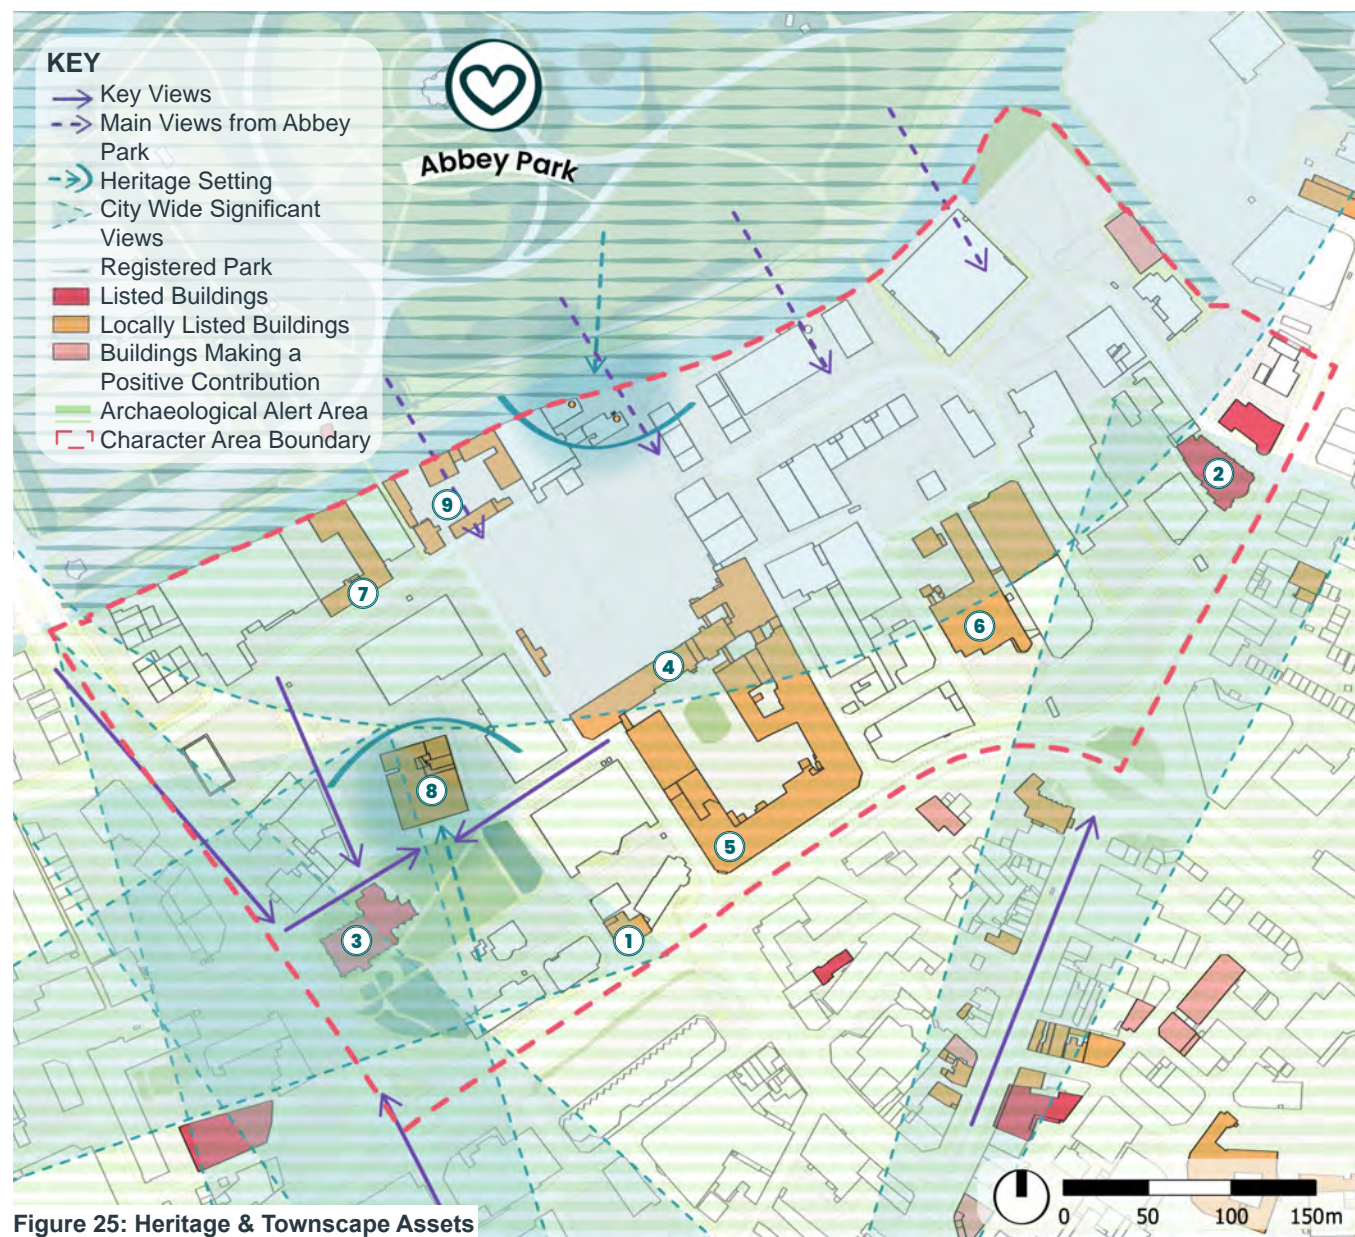 KEY
Key Views
Main Views from Abbey
Park
Heritage Setting
City Wide Significant
Views
Registered Park
Listed Buildings
Locally Listed Buildings
Buildings Making a
Positive Contribution
Archaeological Alert Area
Character Area Boundary
Abbey Park
2
9
7
6
4
8
5
3
1
0 50 100 150m
Figure 25: Heritage & Townscape Assets